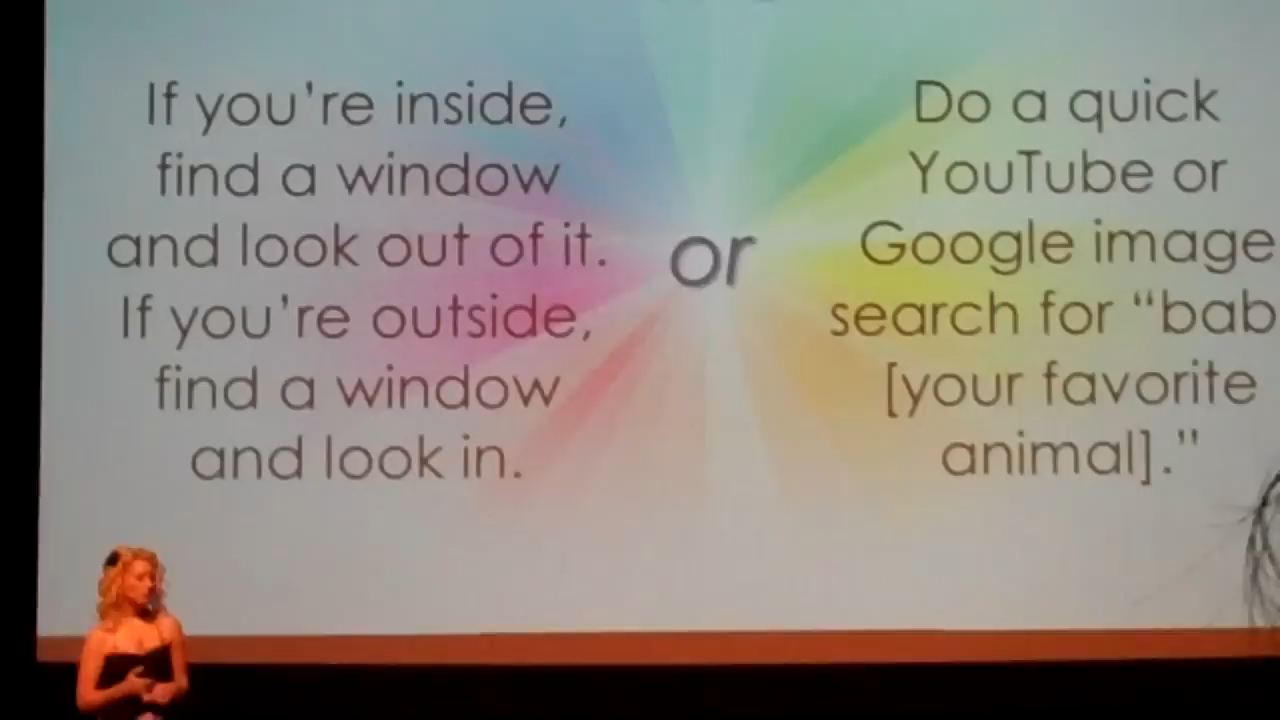 If you're inside,
find a window
and look out of it.
If you're outside,
find a window
and look in.
or
Do a quick
YouTube or
Google image
search for "bab
[your favorite
animal]."